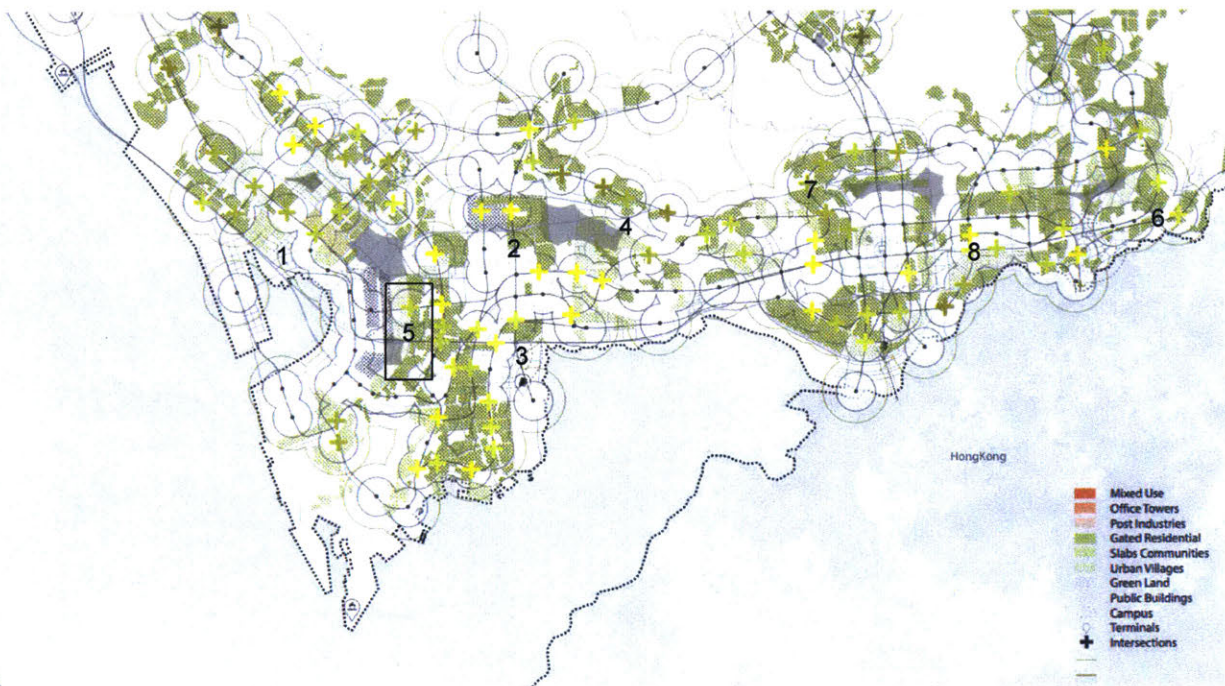 7
4
6
2
1
8
5
3
HongKong
Mixed Use
Office Towers
Post Industries
Gated Residential
Slabs Communities
Urban Villages
Green Land
Public Buildings
Campus
Terminals
Intersections